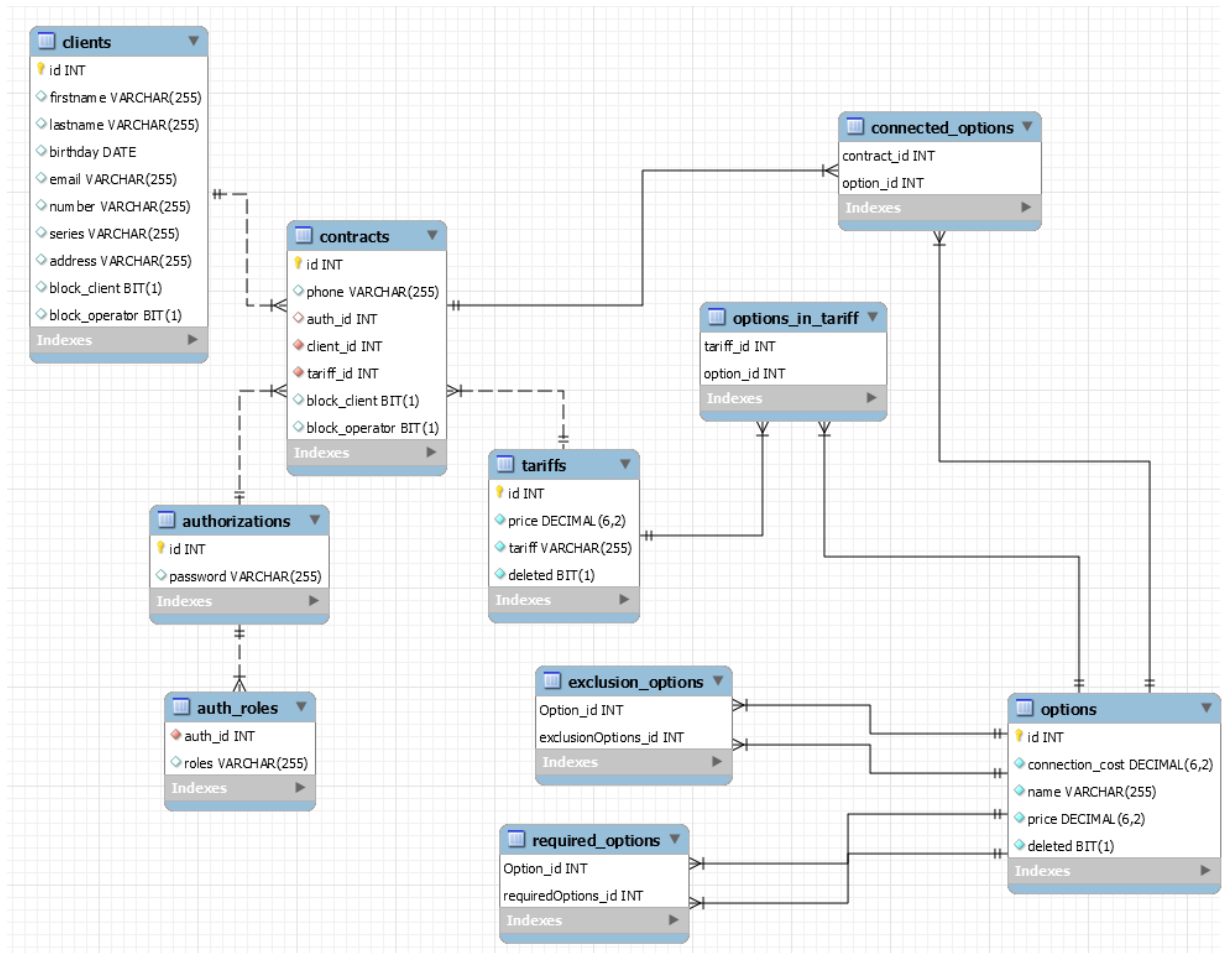 clients
id INT
firstname VARCHAR(255)
lastname VARCHAR(255)
birthday DATE
email VARCHAR(255)
number VARCHAR(255)
series VARCHAR(255)
address VARCHAR(255)
block_client BIT(1)
block_operator BIT(1)
Indexes
contracts
id INT
phone VARCHAR(255)
auth_id INT
client_id INT
tariff_id INT
block_client BIT(1)
block_operator BIT(1)
Indexes
connected_options
contract_id INT
option_id INT
Indexes
options_in_tariff
tariff_id INT
option_id INT
Indexes
tariffs
id INT
price DECIMAL(6,2)
tariff VARCHAR(255)
deleted BIT(1)
Indexes
authorizations
id INT
password VARCHAR(255)
Indexes
auth_roles
auth_id INT
roles VARCHAR(255)
Indexes
exclusion_options
Option_id INT
exclusionOptions_id INT
Indexes
required_options
Option_id INT
requiredOptions_id INT
Indexes
options
id INT
connection_cost DECIMAL(6,2)
name VARCHAR(255)
price DECIMAL(6,2)
deleted BIT(1)
Indexes